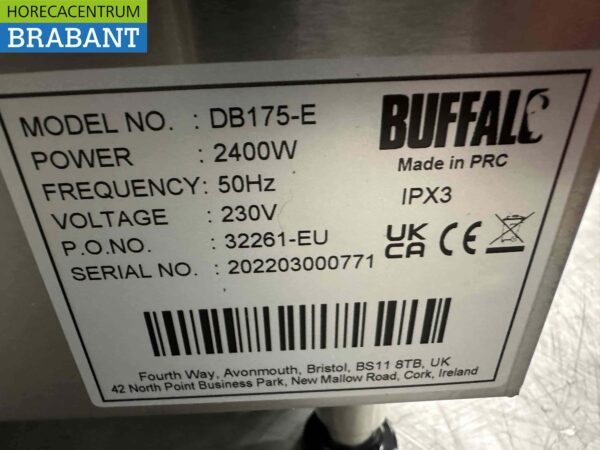 HORECACENTRUM
BRABANT
MODEL NO. : DB175-E
POWER : 2400W
FREQUENCY: 50Hz
VOLTAGE : 230V
P.O.NO. : 32261-EU
SERIAL NO. : 202203000771
BUFFALO
Made in PRC
IPX3
UK
CA
CE
Fourth Way, Avonmouth, Bristol, BS11 8TB, UK
42 North Point Business Park, New Mallow Road, Cork, Ireland